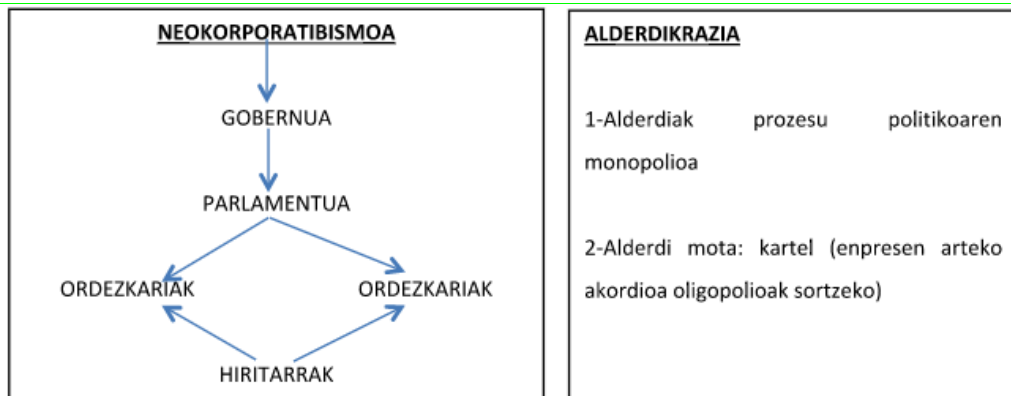 NEOKORPORATIBISMOA
GOBERNUA
PARLAMENTUA
ORDEZKARIAK ORDEZKARIAK
HIRITARRAK
ALDERDIKRAZIA
1-Alderdiak prozesu politikoaren
monopolioa
2-Alderdi mota: kartel (enpresen arteko
akordioa oligopolioak sortzeko)